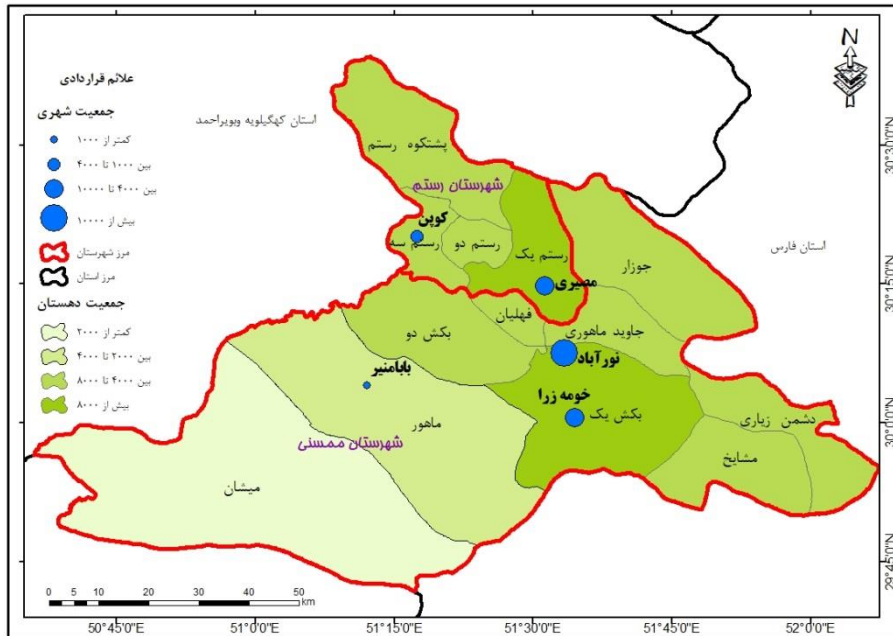 N
علائم قراردادی
جمعیت شهری
کمتر از ۱۰۰۰
بین ۱۰۰۰ تا ۴۰۰۰
بین ۴۰۰۰ تا ۱۰۰۰۰
بیش از ۱۰۰۰۰
مرز شهرستان
مرز استان
جمعیت دهستان
کمتر از ۲۰۰۰
بین ۲۰۰۰ تا ۴۰۰۰
بین ۴۰۰۰ تا ۸۰۰۰
بیش از ۸۰۰۰
استان کهگیلویه وبویراحمد
استان فارس
پشتکوه رستم
شهرستان رستم
کوپن
رستم سه
رستم دو
رستم یک
مصیری
جوزار
فهلیان
جاوید ماهوری
بکش دو
نورآباد
بابامنیر
خومه زرا
بکش یک
دشمن زیاری
مشایخ
ماهور
شهرستان ممسنی
میشان
0 5 10 20 30 40 50
km
30°30'0"N
30°15'0"N
30°0'0"N
29°45'0"N
50°45'0"E 51°0'0"E 51°15'0"E 51°30'0"E 51°45'0"E 52°0'0"E